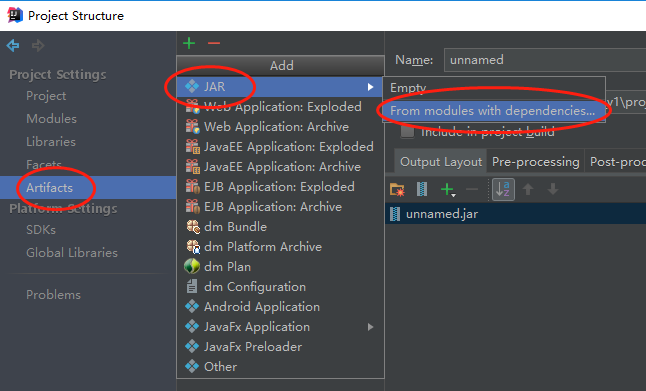 Project Structure
Project Settings
Project
Modules
Libraries
Facets
Artifacts
Platform Settings
SDKs
Global Libraries
Problems
Add
JAR
Web Application: Exploded
Web Application: Archive
JavaEE Application: Exploded
JavaEE Application: Archive
EJB Application: Exploded
EJB Application: Archive
dm Bundle
dm Platform Archive
dm Plan
dm Configuration
Android Application
JavaFx Application
JavaFx Preloader
Other
Name: unnamed
Empty
From modules with dependencies...
v1\proj
Include in project build
Output Layout Pre-processing Post-proc
unnamed.jar